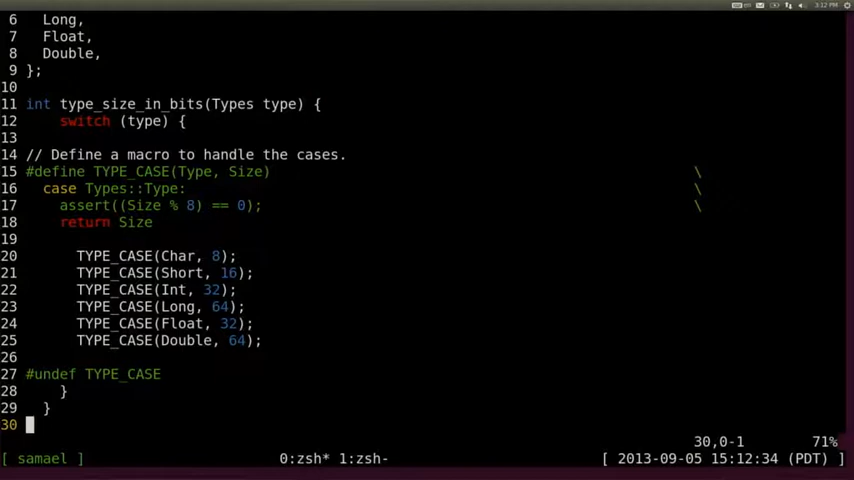 3:12 PM
6 Long,
7 Float,
8 Double,
9 };
10
11 int type_size_in_bits(Types type) {
12 switch (type) {
13
14 // Define a macro to handle the cases.
15 #define TYPE_CASE(Type, Size) \
16 case Types::Type: \
17 assert((Size % 8) == 0); \
18 return Size
19
20 TYPE_CASE(Char, 8);
21 TYPE_CASE(Short, 16);
22 TYPE_CASE(Int, 32);
23 TYPE_CASE(Long, 64);
24 TYPE_CASE(Float, 32);
25 TYPE_CASE(Double, 64);
26
27 #undef TYPE_CASE
28 }
29 }
30
30,0-1 71%
[ samael ] 0:zsh* 1:zsh- [ 2013-09-05 15:12:34 (PDT) ]